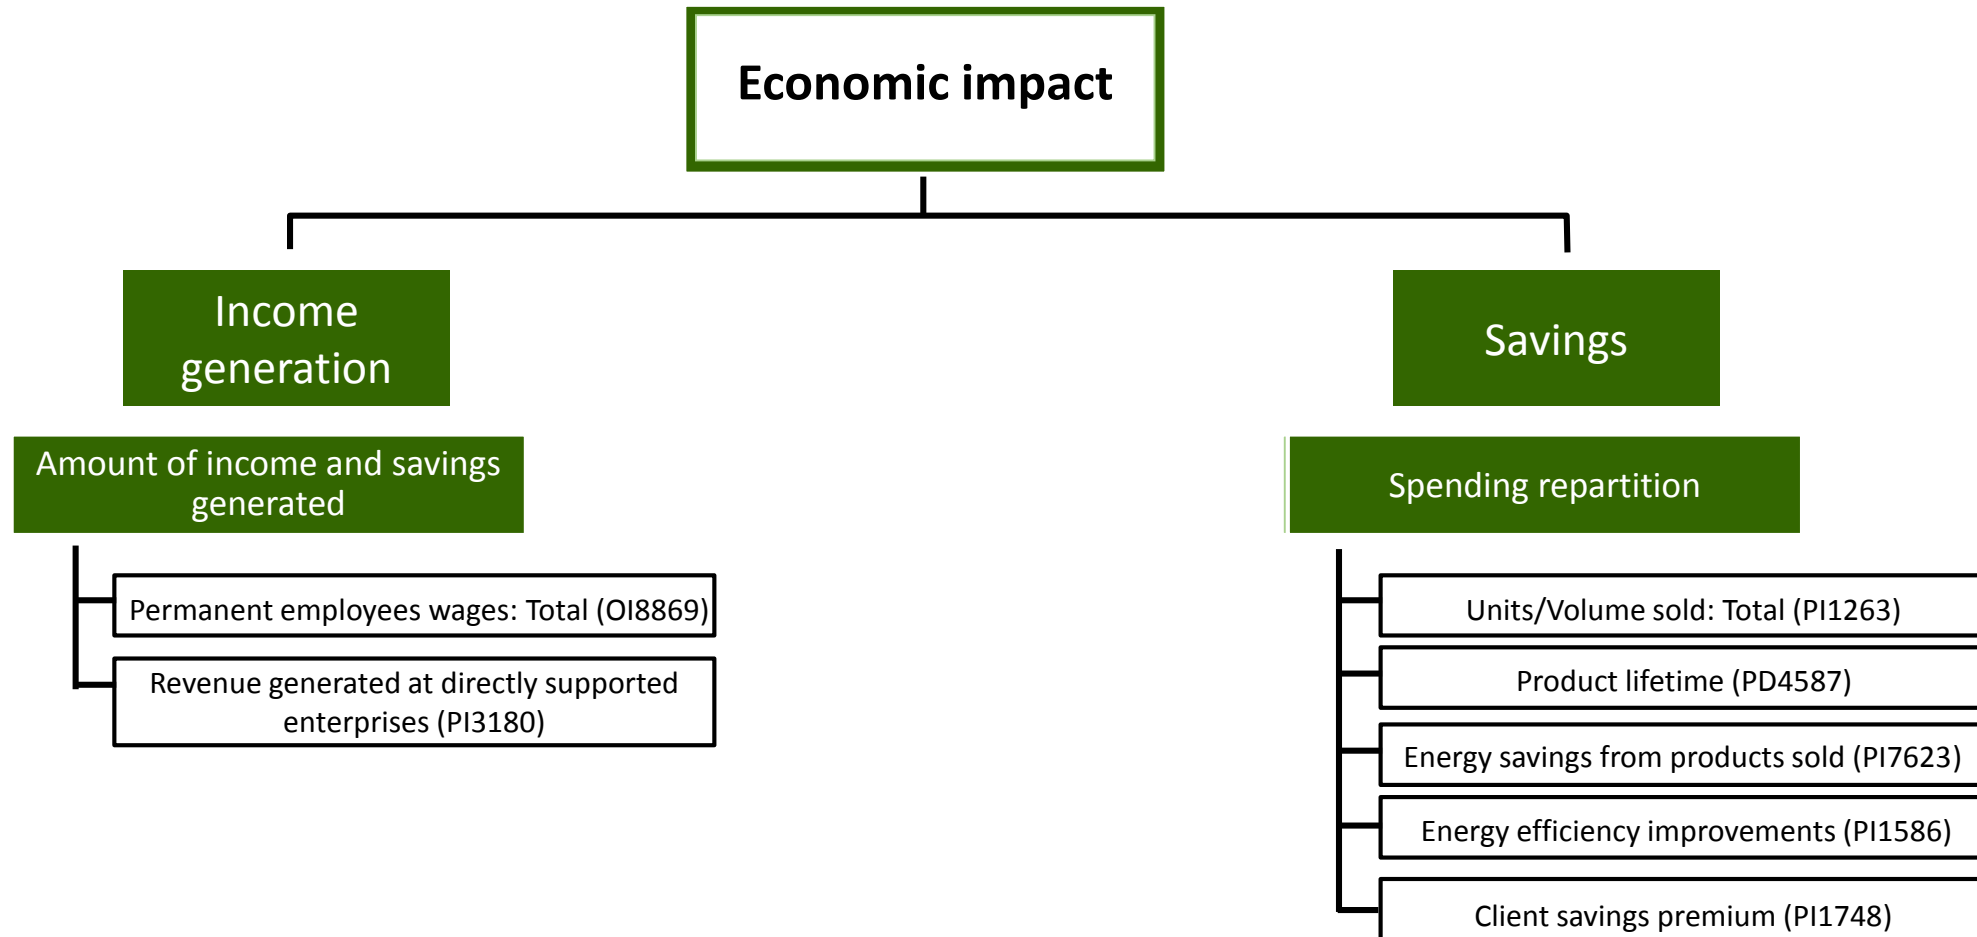 Economic impact
Income
generation
Savings
Amount of income and savings
generated
Spending repartition
Permanent employees wages: Total (OI8869)
Revenue generated at directly supported
enterprises (PI3180)
Units/Volume sold: Total (PI1263)
Product lifetime (PD4587)
Energy savings from products sold (PI7623)
Energy efficiency improvements (PI1586)
Client savings premium (PI1748)